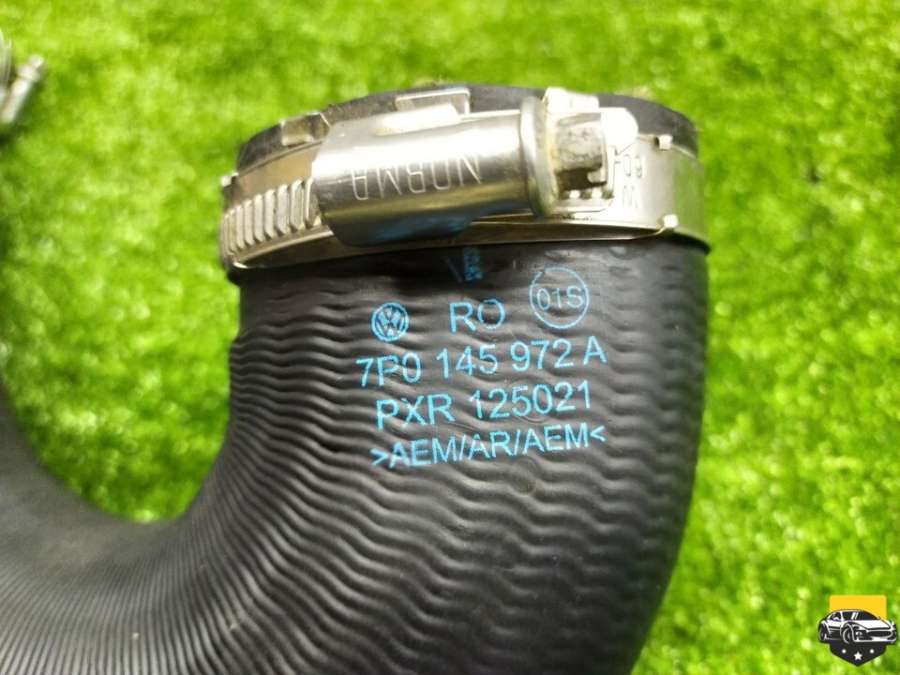 NORMA
RO 01S
7P0 145 972 A
PXR 125021
>AEM/AR/AEM<